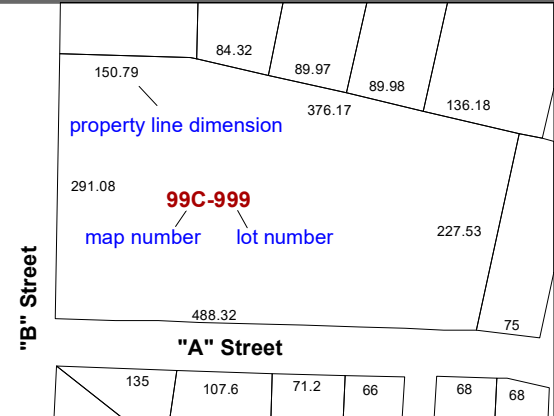 84.32
89.97
89.98
136.18
150.79
376.17
property line dimension
291.08
99C-999
map number
lot number
227.53
"B" Street
488.32
75
"A" Street
135
107.6
71.2
66
68
68